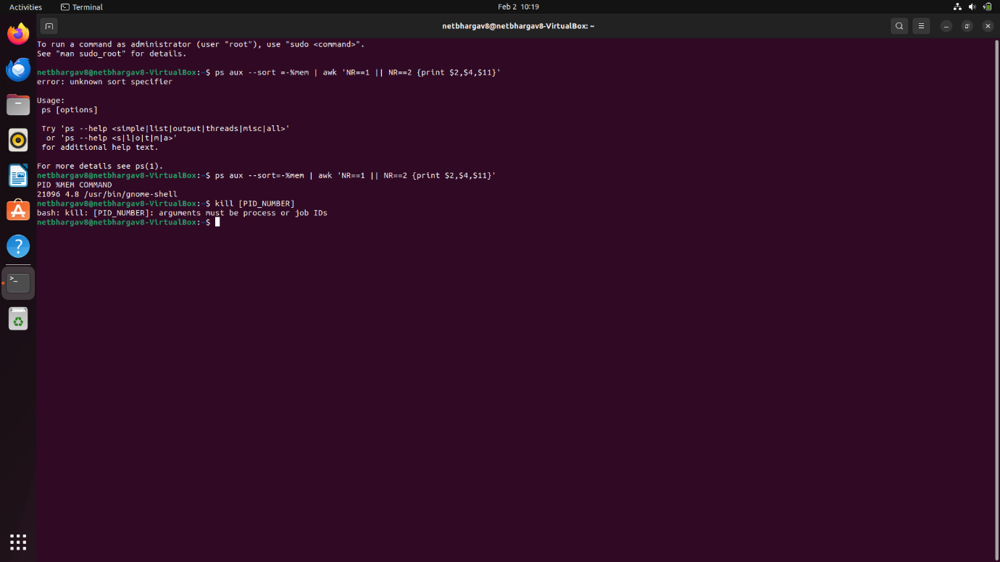 Activities
Terminal
Feb 2 10:19
netbhargav8@netbhargav8-VirtualBox: ~
To run a command as administrator (user "root"), use "sudo <command>".
See "man sudo_root" for details.
netbhargav8@netbhargav8-VirtualBox:~$ ps aux --sort =-%mem | awk 'NR==1 || NR==2 {print $2,$4,$11}'
error: unknown sort specifier
Usage:
ps [options]
Try 'ps --help <simple|list|output|threads|misc|all>'
or 'ps --help <s|l|o|t|m|a>'
for additional help text.
For more details see ps(1).
netbhargav8@netbhargav8-VirtualBox:~$ ps aux --sort=-%mem | awk 'NR==1 || NR==2 {print $2,$4,$11}'
PID %MEM COMMAND
21096 4.8 /usr/bin/gnome-shell
netbhargav8@netbhargav8-VirtualBox:~$ kill [PID_NUMBER]
bash: kill: [PID_NUMBER]: arguments must be process or job IDs
netbhargav8@netbhargav8-VirtualBox:~$